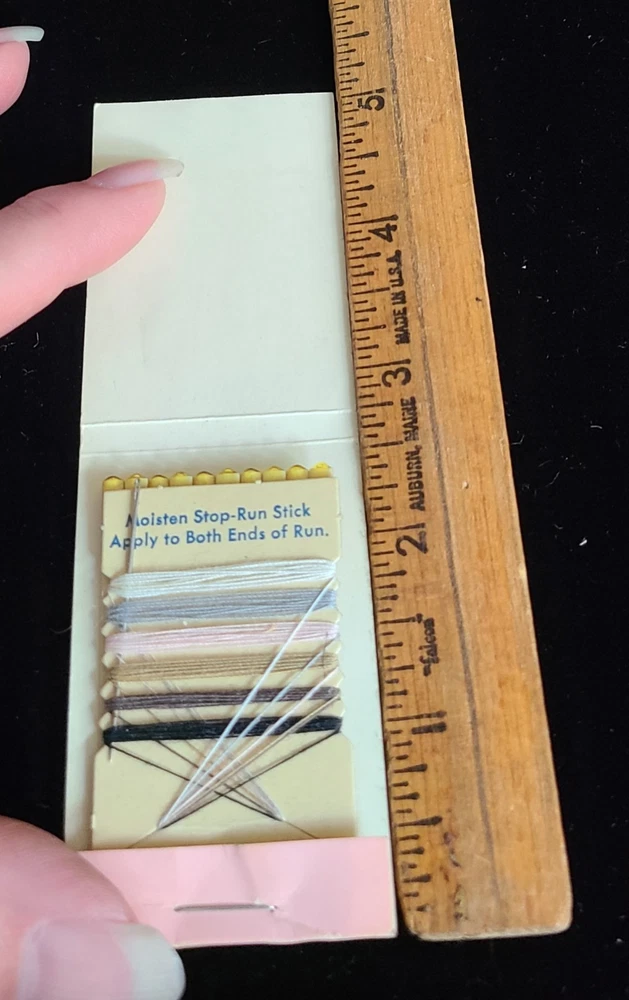 Moisten Stop-Run Stick
Apply to Both Ends of Run.
5
4
MADE IN U.S.A.
3
AUBURN, MAINE
2
"Falcon"
1